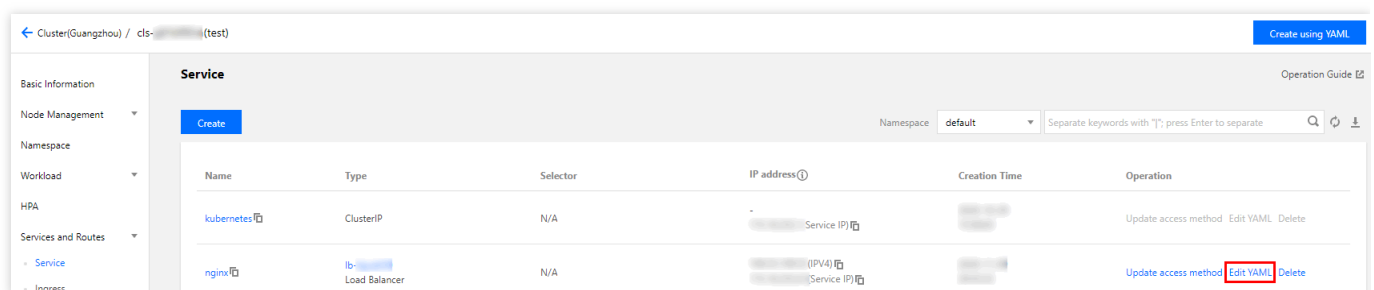 Cluster(Guangzhou) / cls- (test)
Create using YAML
Basic Information
Node Management
Namespace
Workload
HPA
Services and Routes
Service
Ingress
Service
Operation Guide
Create
Namespace default Separate keywords with "|"; press Enter to separate
Name Type Selector IP address Creation Time Operation
kubernetes ClusterIP N/A - Update access method Edit YAML Delete
Service IP)
nginx lb- N/A (IPV4) Update access method Edit YAML Delete
Load Balancer (Service IP)